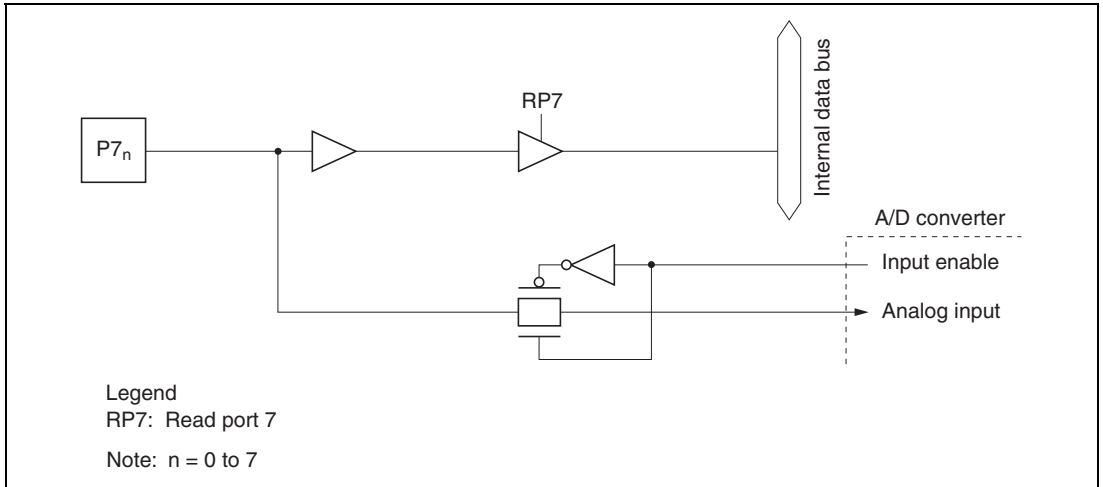 RP7
P7n
Internal data bus
A/D converter
Input enable
Analog input
Legend
RP7: Read port 7
Note: n = 0 to 7